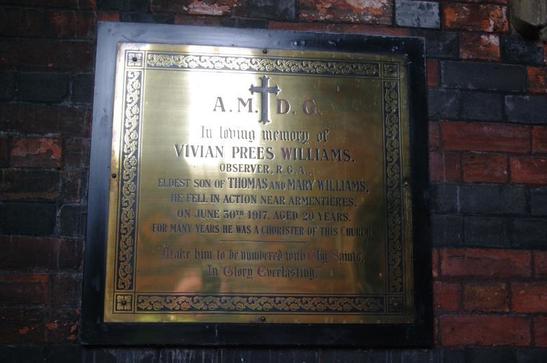 A. M. D. G.
In loving memory of
VIVIAN PREES WILLIAMS.
OBSERVER, R.G.A.,
ELDEST SON OF THOMAS AND MARY WILLIAMS,
HE FELL IN ACTION NEAR ARMENTIERES,
ON JUNE 30TH 1917, AGED 20 YEARS.
FOR MANY YEARS HE WAS A CHORISTER OF THIS CHURCH
Make him to be numbered with Thy Saints,
In Glory Everlasting.